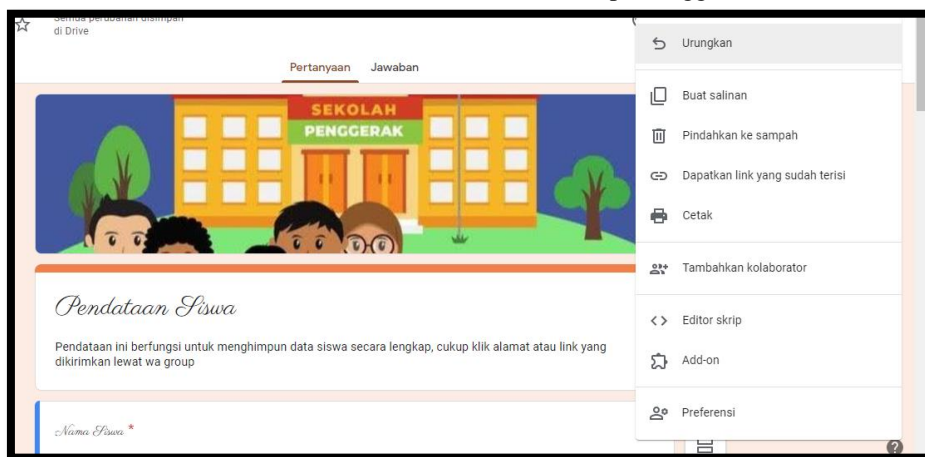 Semua perubahan disimpan
di Drive
Pertanyaan Jawaban
SEKOLAH
PENGGERAK
Pendataan Siswa
Pendataan ini berfungsi untuk menghimpun data siswa secara lengkap, cukup klik alamat atau link yang
dikirimkan lewat wa group
Nama Siswa *
Urungkan
Buat salinan
Pindahkan ke sampah
Dapatkan link yang sudah terisi
Cetak
Tambahkan kolaborator
Editor skrip
Add-on
Preferensi